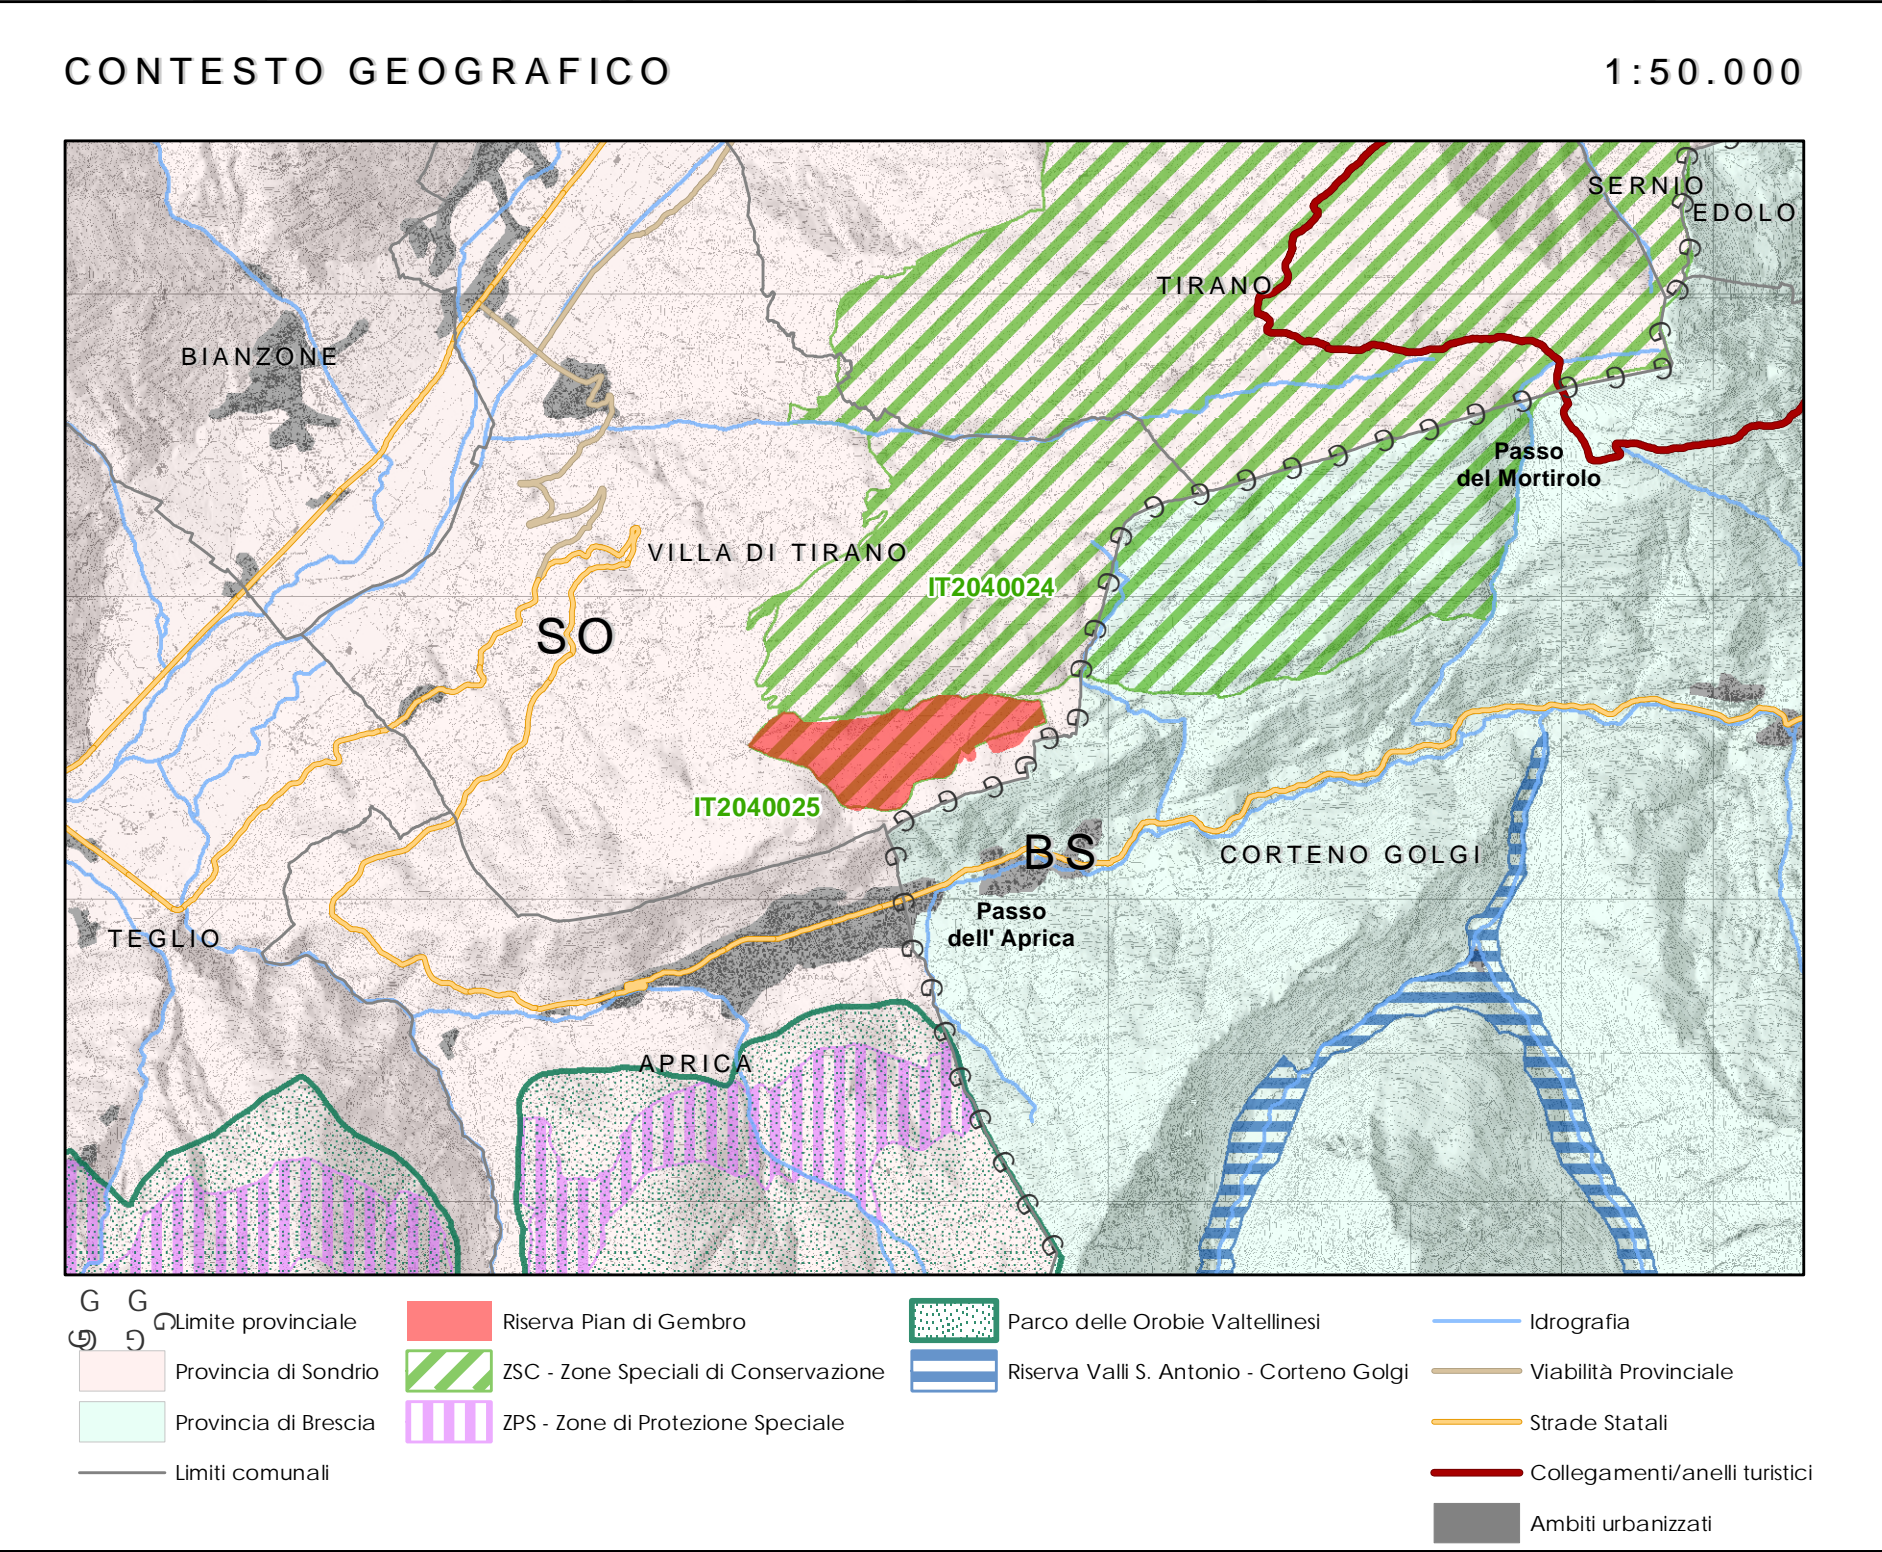 CONTESTO GEOGRAFICO
1:50.000
SERNIO
EDOLO
TIRANO
BIANZONE
Passo
del Mortirolo
VILLA DI TIRANO
IT2040024
SO
IT2040025
BS
CORTENO GOLGI
Passo
dell' Aprica
TEGLIO
APRICA
Limite provinciale
Provincia di Sondrio
Provincia di Brescia
Limiti comunali
Riserva Pian di Gembro
ZSC - Zone Speciali di Conservazione
ZPS - Zone di Protezione Speciale
Parco delle Orobie Valtellinesi
Riserva Valli S. Antonio - Corteno Golgi
Idrografia
Viabilità Provinciale
Strade Statali
Collegamenti/anelli turistici
Ambiti urbanizzati